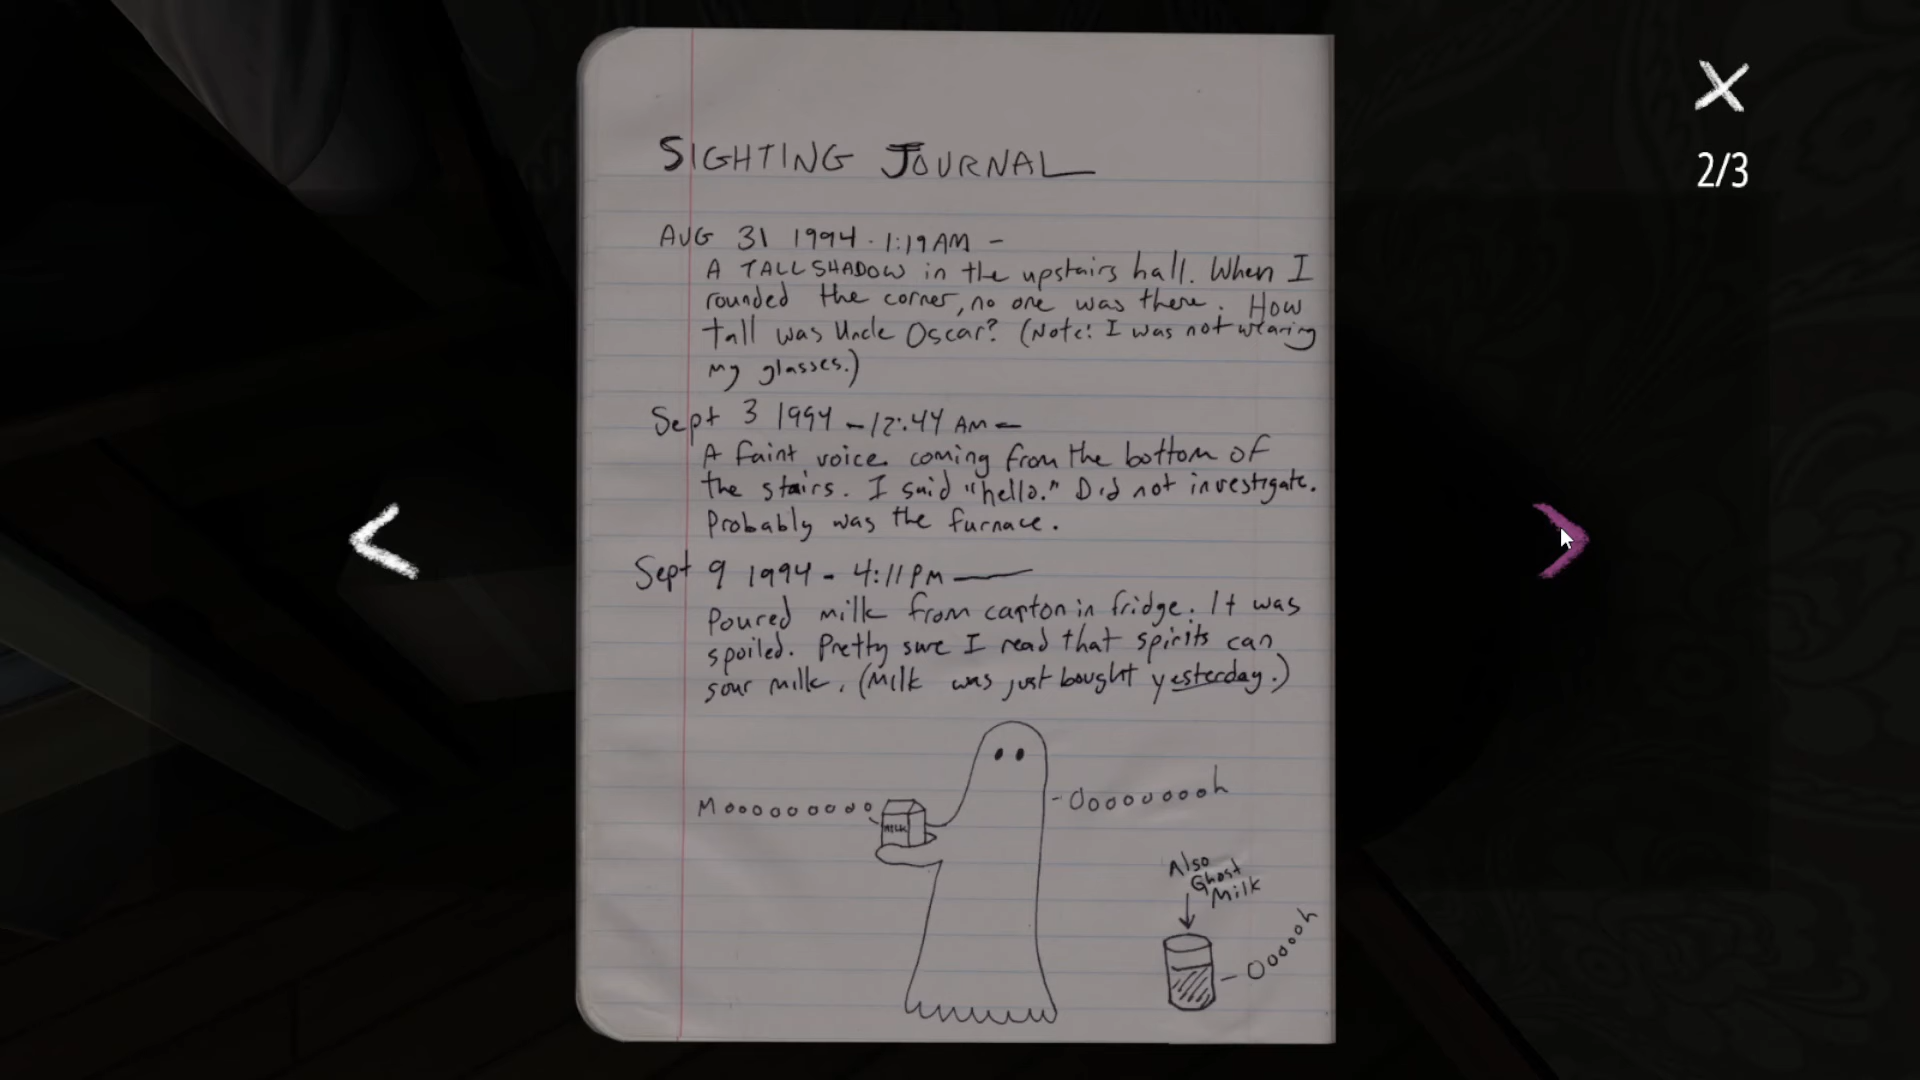 SIGHTING JOURNAL
2/3
AUG 31 1994 · 1:19 AM –
A TALL SHADOW in the upstairs hall. When I
rounded the corner, no one was there. How
tall was Uncle Oscar? (Note: I was not wearing
my glasses.)
Sept 3 1994 – 12:44 AM –
A faint voice coming from the bottom of
the stairs. I said "hello." Did not investigate.
Probably was the furnace.
Sept 9 1994 - 4:11 PM —
Poured milk from carton in fridge. It was
spoiled. Pretty sure I read that spirits can
sour milk. (Milk was just bought yesterday.)
Mooooooooo
MILK
-Ooooooooh
Also
Ghost
Milk
- Ooooooh